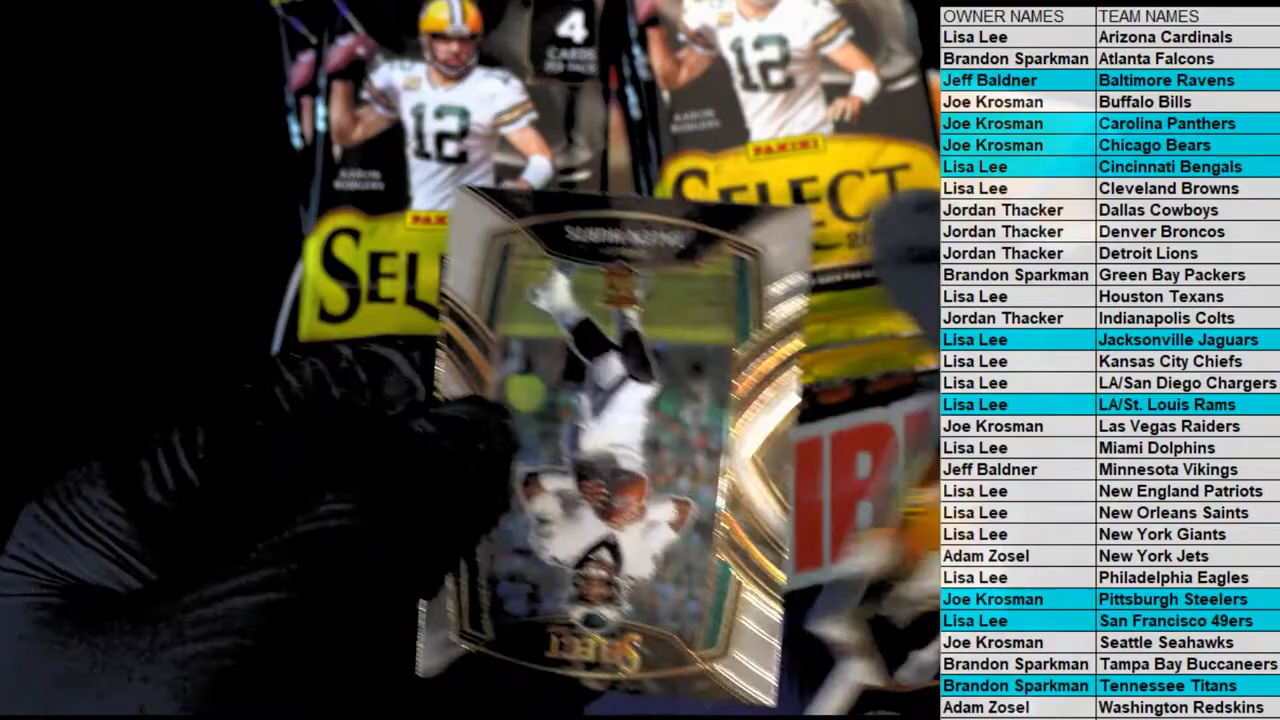 4
CARDS
PER PACK
12
12
AARON
RODGERS
AARON
RODGERS
PANINI
SELECT
PAN
SEL
JALEN HURTS
SELECT
OWNER NAMES TEAM NAMES
Lisa Lee Arizona Cardinals
Brandon Sparkman Atlanta Falcons
Jeff Baldner Baltimore Ravens
Joe Krosman Buffalo Bills
Joe Krosman Carolina Panthers
Joe Krosman Chicago Bears
Lisa Lee Cincinnati Bengals
Lisa Lee Cleveland Browns
Jordan Thacker Dallas Cowboys
Jordan Thacker Denver Broncos
Jordan Thacker Detroit Lions
Brandon Sparkman Green Bay Packers
Lisa Lee Houston Texans
Jordan Thacker Indianapolis Colts
Lisa Lee Jacksonville Jaguars
Lisa Lee Kansas City Chiefs
Lisa Lee LA/San Diego Chargers
Lisa Lee LA/St. Louis Rams
Joe Krosman Las Vegas Raiders
Lisa Lee Miami Dolphins
Jeff Baldner Minnesota Vikings
Lisa Lee New England Patriots
Lisa Lee New Orleans Saints
Lisa Lee New York Giants
Adam Zosel New York Jets
Lisa Lee Philadelphia Eagles
Joe Krosman Pittsburgh Steelers
Lisa Lee San Francisco 49ers
Joe Krosman Seattle Seahawks
Brandon Sparkman Tampa Bay Buccaneers
Brandon Sparkman Tennessee Titans
Adam Zosel Washington Redskins